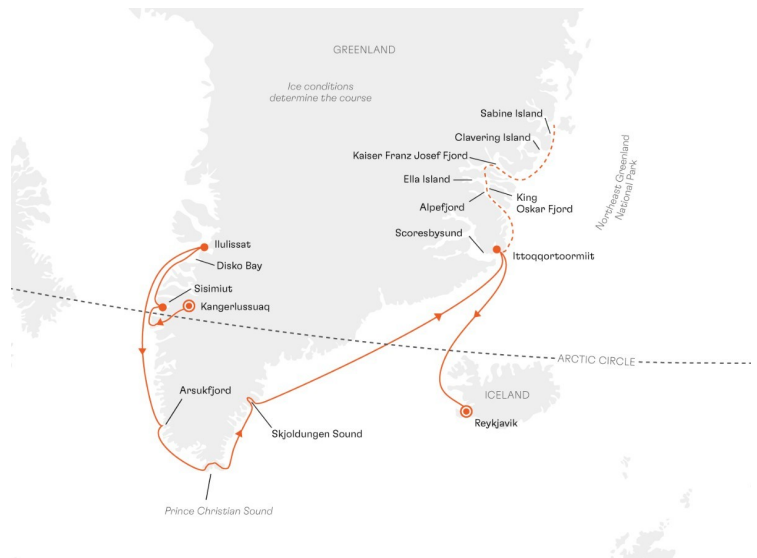 GREENLAND
Ice conditions
determine the course
Sabine Island
Clavering Island
Kaiser Franz Josef Fjord
Ella Island
King
Oskar Fjord
Alpefjord
Northeast Greenland
National Park
Scoresbysund
Ittoqqortoormiit
Ilulissat
Disko Bay
Sisimiut
Kangerlussuaq
ARCTIC CIRCLE
Arsukfjord
ICELAND
Reykjavik
Skjoldungen Sound
Prince Christian Sound